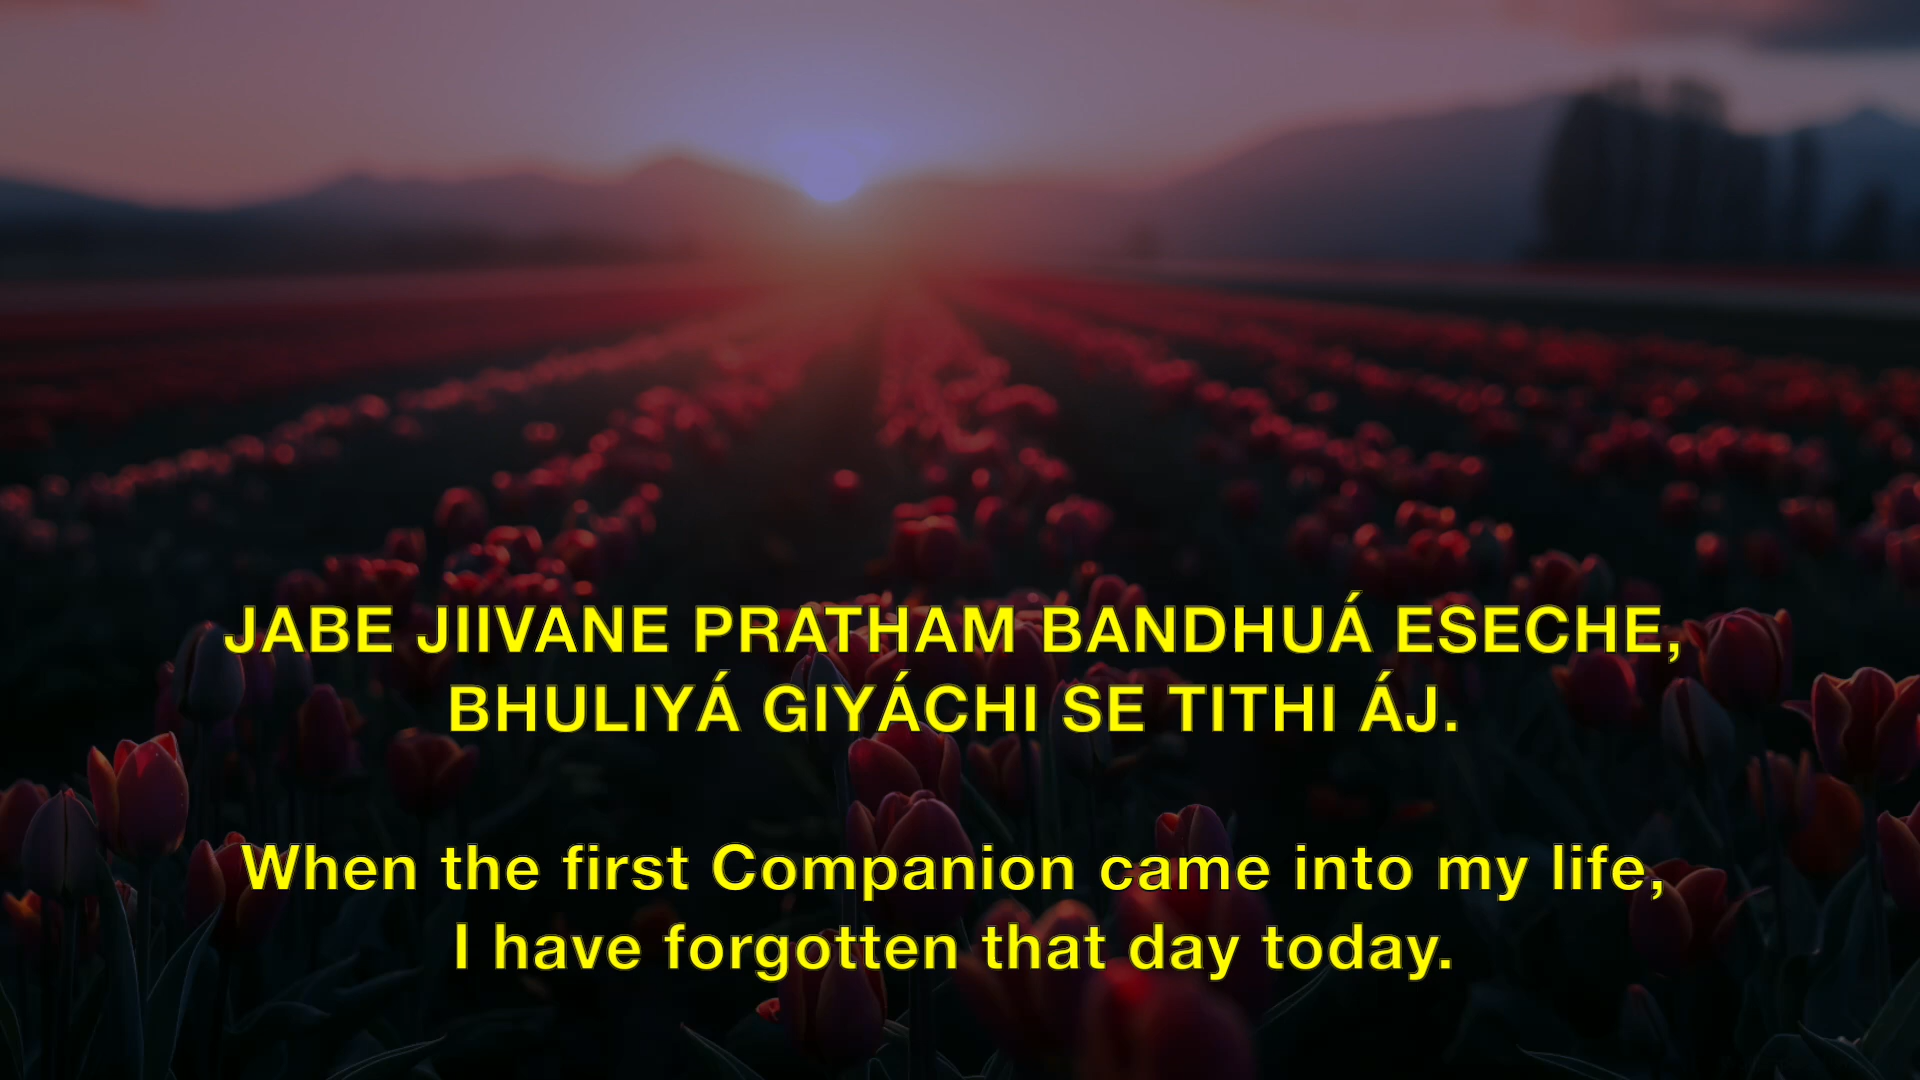 JABE JIIVANE PRATHAM BANDHUÁ ESECHE,
BHULIYÁ GIYÁCHI SE TITHI ÁJ.
When the first Companion came into my life,
I have forgotten that day today.